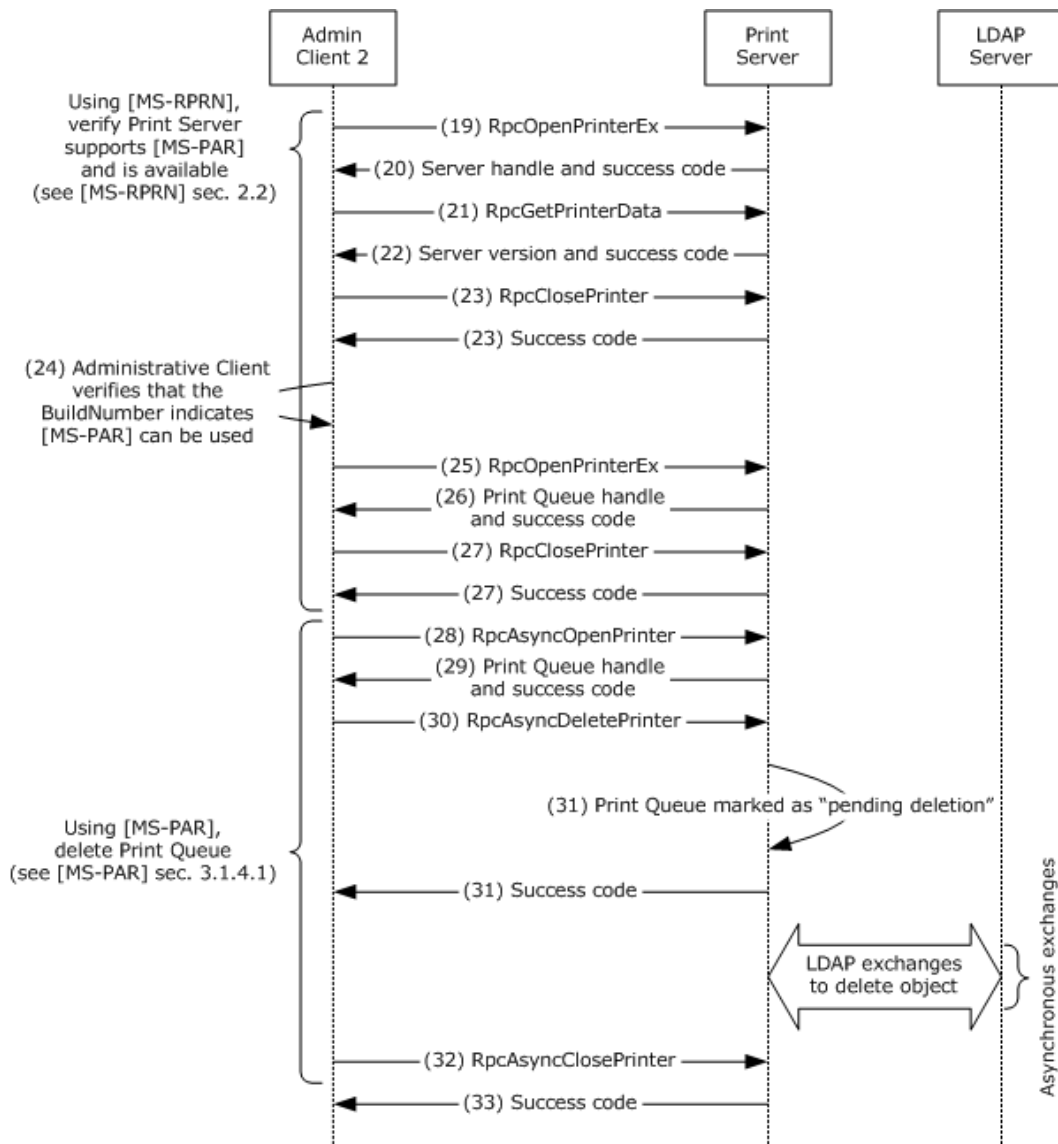 Admin
Client 2
Print
Server
LDAP
Server
Using [MS-RPRN],
verify Print Server
supports [MS-PAR]
and is available
(see [MS-RPRN] sec. 2.2)
(19) RpcOpenPrinterEx
(20) Server handle and success code
(21) RpcGetPrinterData
(22) Server version and success code
(23) RpcClosePrinter
(23) Success code
(24) Administrative Client
verifies that the
BuildNumber indicates
[MS-PAR] can be used
(25) RpcOpenPrinterEx
(26) Print Queue handle
and success code
(27) RpcClosePrinter
(27) Success code
(28) RpcAsyncOpenPrinter
(29) Print Queue handle
and success code
(30) RpcAsyncDeletePrinter
(31) Print Queue marked as “pending deletion”
Using [MS-PAR],
delete Print Queue
(see [MS-PAR] sec. 3.1.4.1)
(31) Success code
LDAP exchanges
to delete object
Asynchronous exchanges
(32) RpcAsyncClosePrinter
(33) Success code